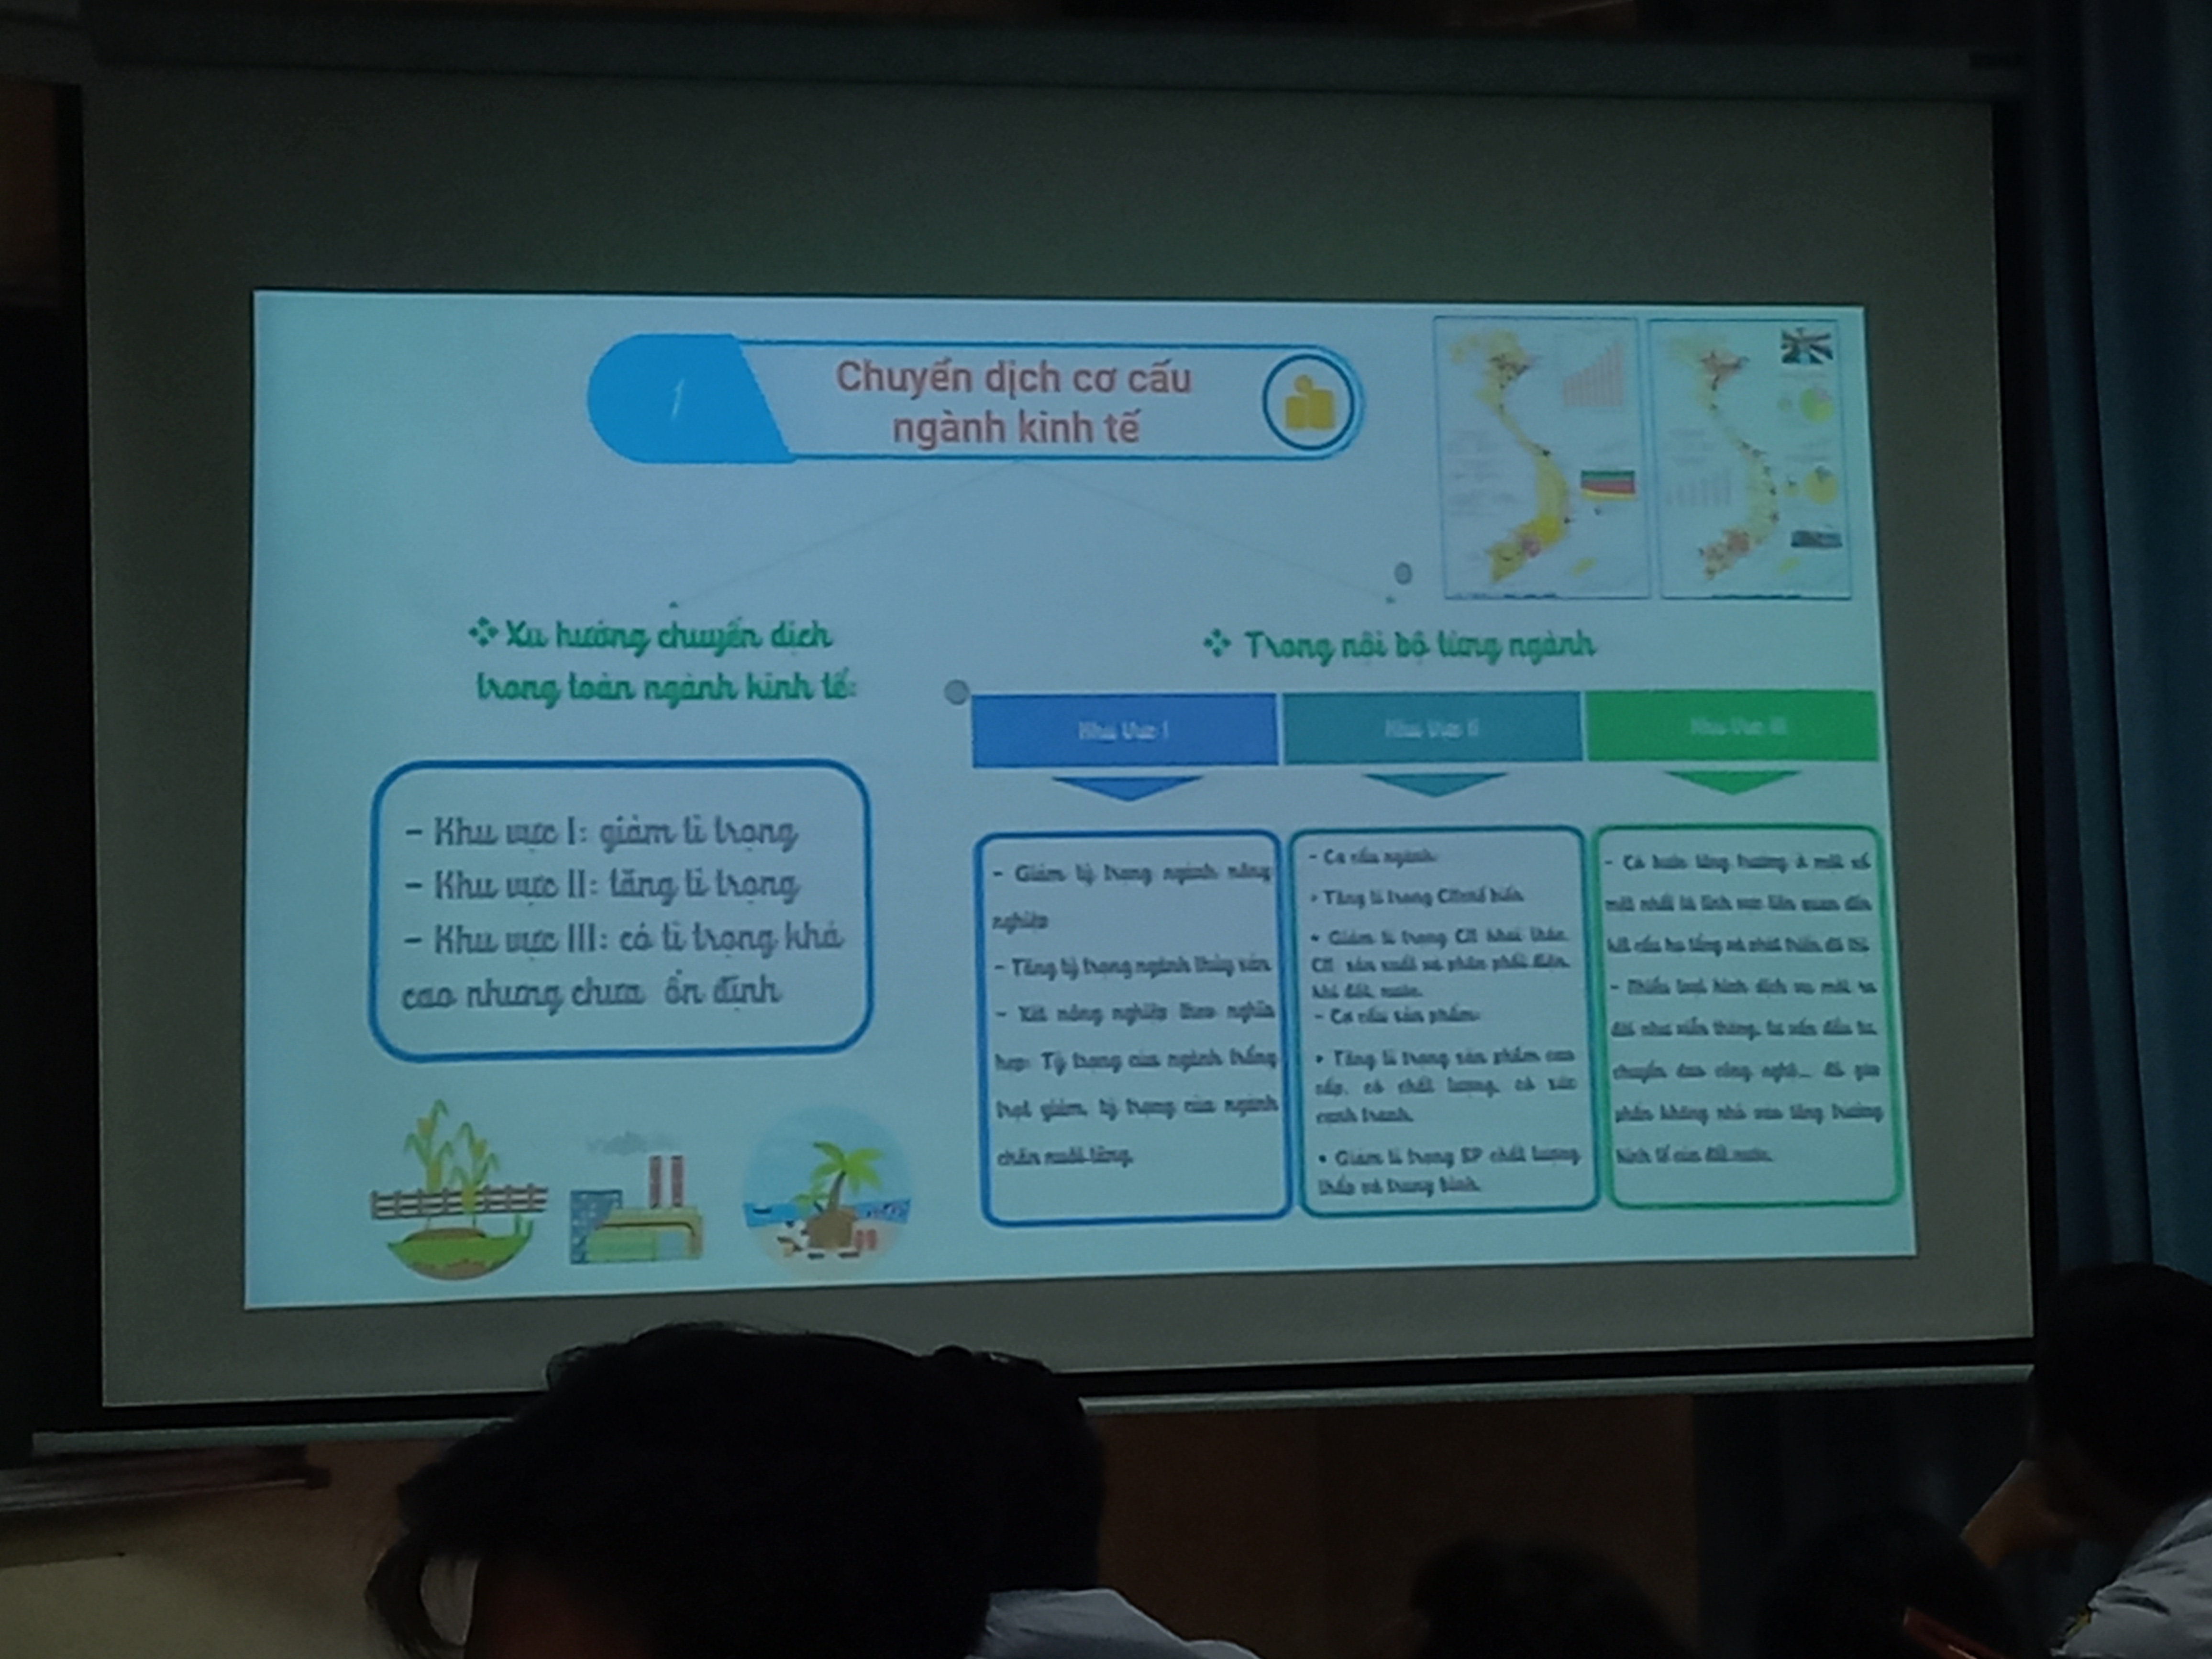 1
Chuyển dịch cơ cấu
ngành kinh tế
Xu hướng chuyển dịch
trong toàn ngành kinh tế:
- Khu vực I: giảm tỉ trọng
- Khu vực II: tăng tỉ trọng
- Khu vực III: có tỉ trọng khá
cao nhưng chưa ổn định
Trong nội bộ từng ngành
Khu Vực I
Khu Vực II
Khu Vực III
- Giảm tỷ trọng ngành nông
nghiệp
- Tăng tỷ trọng ngành thủy sản
- Xét nông nghiệp theo nghĩa
hẹp: Tỷ trọng của ngành trồng
trọt giảm, tỷ trọng của ngành
chăn nuôi tăng.
- Cơ cấu ngành:
Tăng tỉ trọng CN chế biến
• Giảm tỉ trọng CN khai thác,
CN sản xuất và phân phối điện,
khí đốt, nước.
- Cơ cấu sản phẩm:
• Tăng tỉ trọng sản phẩm cao
cấp, có chất lượng, có sức
cạnh tranh.
• Giảm tỉ trọng SP chất lượng
thấp và trung bình.
- Có bước tăng trưởng ở một số
mặt nhất là lĩnh vực liên quan đến
kết cấu hạ tầng và phát triển đô thị
- Nhiều loại hình dịch vụ mới ra
đời như viễn thông, tư vấn đầu tư,
chuyển giao công nghệ... đã góp
phần không nhỏ vào tăng trưởng
kinh tế của đất nước.